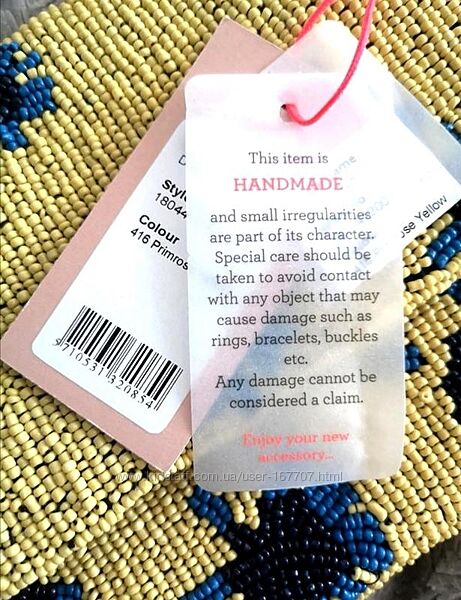 This item is
HANDMADE
and small irregularities
are part of its character.
Special care should be
taken to avoid contact
with any object that may
cause damage such as
rings, bracelets, buckles
etc.
Any damage cannot be
considered a claim.
Enjoy your new
accessory...
18044
Colour
416
9710531320854
Yellow